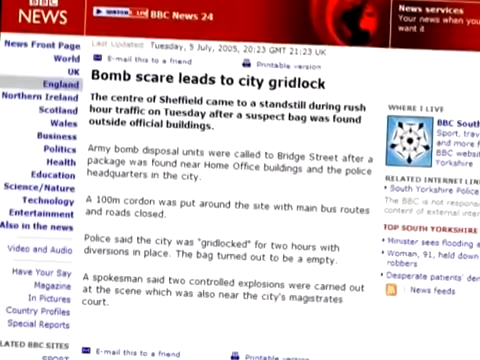 BBC
NEWS
WATCH LIVE BBC News 24
News services
Your news when you
want it
Last Updated: Tuesday, 5 July, 2005, 20:23 GMT 21:23 UK
E-mail this to a friend Printable version
Bomb scare leads to city gridlock
The centre of Sheffield came to a standstill during rush
hour traffic on Tuesday after a suspect bag was found
outside official buildings.
Army bomb disposal units were called to Bridge Street after a
package was found near Home Office buildings and the police
headquarters in the city.
A 100m cordon was put around the site with main bus routes
and roads closed.
Police said the city was "gridlocked" for two hours with
diversions in place. The bag turned out to be a empty.
A spokesman said two controlled explosions were carried out
at the scene which was also near the city's magistrates
court.
E-mail this to a friend Printable version
News Front Page
World
UK
England
Northern Ireland
Scotland
Wales
Business
Politics
Health
Education
Science/Nature
Technology
Entertainment
Also in the news
Video and Audio
Have Your Say
Magazine
In Pictures
Country Profiles
Special Reports
LATED BBC SITES
SPORT
WHERE I LIVE
BBC South
Sport, trav
and more f
BBC websit
Yorkshire
RELATED INTERNET LIN
South Yorkshire Police
The BBC is not respons
content of external inter
TOP SOUTH YORKSHIRE
Minister sees flooding e
Woman, 91, held down
robbers
Desperate patients' den
News feeds